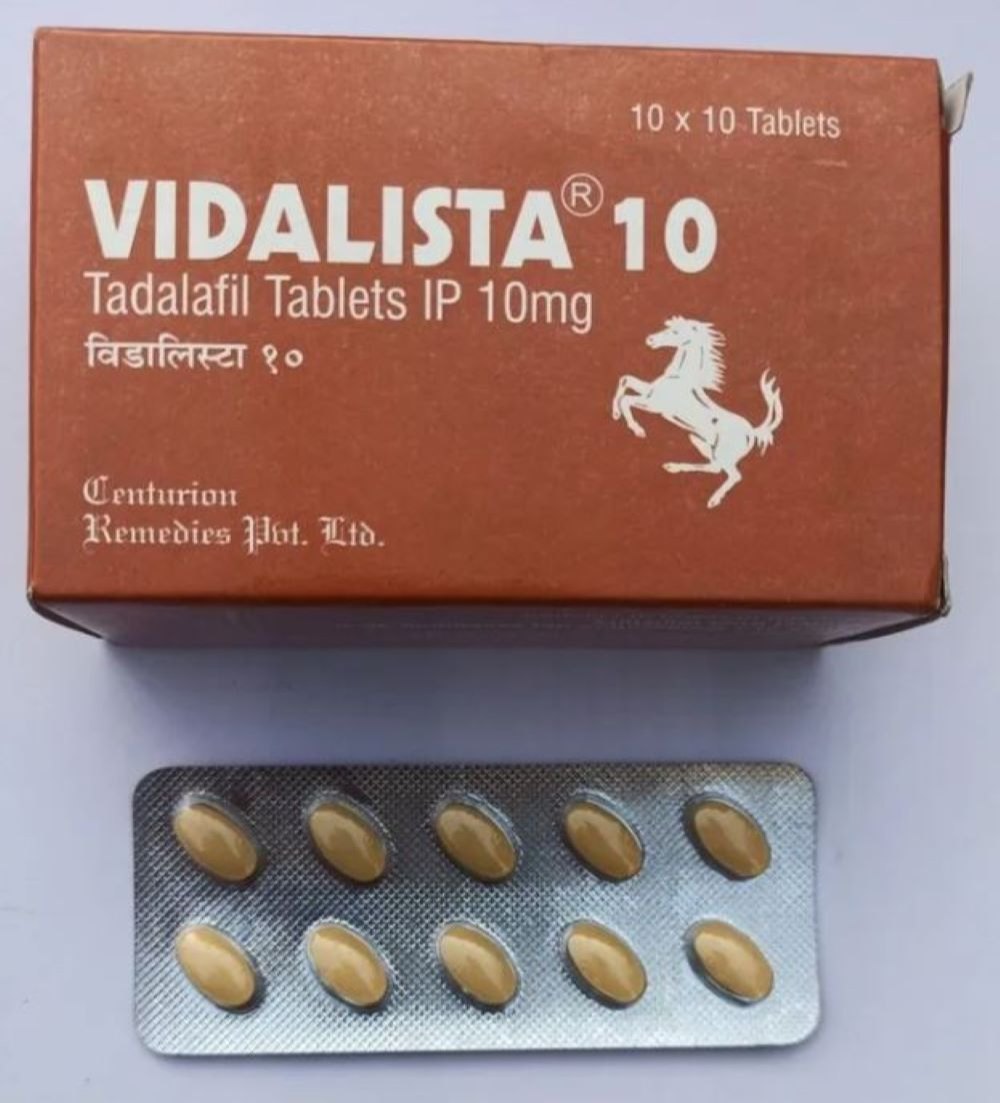 10 x 10 Tablets
VIDALISTA® 10
Tadalafil Tablets IP 10mg
विडालिस्टा १०
Centurion
Remedies Pvt. Ltd.